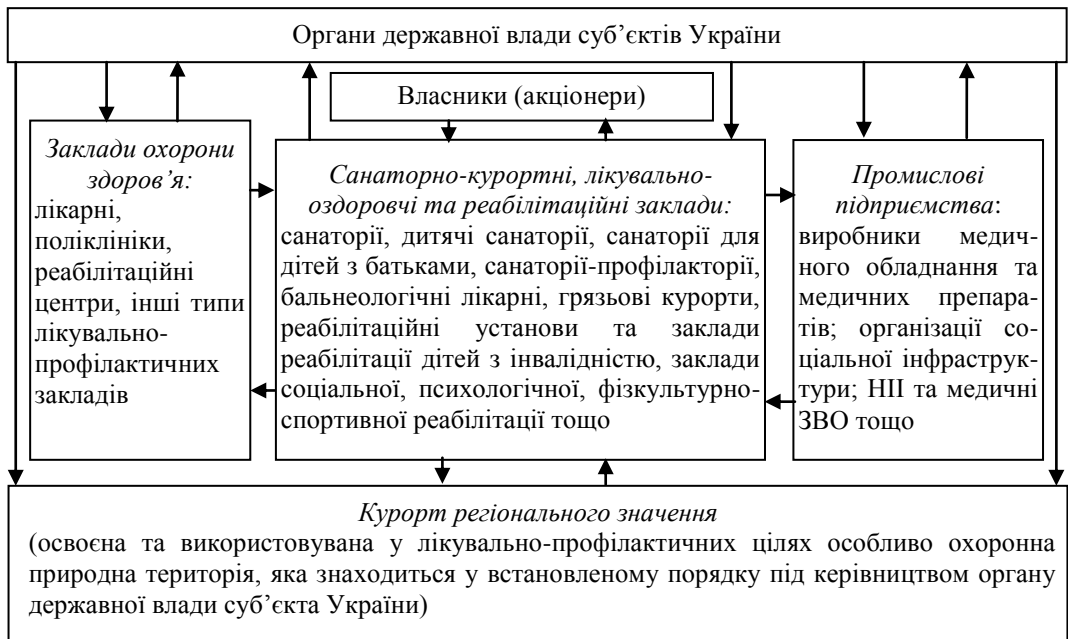 Органи державної влади суб’єктів України
Власники (акціонери)
Заклади охорони
здоров’я:
лікарні,
поліклініки,
реабілітаційні
центри, інші типи
лікувально-
профілактичних
закладів
Санаторно-курортні, лікувально-
оздоровчі та реабілітаційні заклади:
санаторії, дитячі санаторії, санаторії для
дітей з батьками, санаторії-профілакторії,
бальнеологічні лікарні, грязьові курорти,
реабілітаційні установи та заклади
реабілітації дітей з інвалідністю, заклади
соціальної, психологічної, фізкультурно-
спортивної реабілітації тощо
Промислові
підприємства:
виробники медич-
ного обладнання та
медичних препара-
тів; організації со-
ціальної інфраструк-
тури; НІІ та медичні
ЗВО тощо
Курорт регіонального значення
(освоєна та використовувана у лікувально-профілактичних цілях особливо охоронна
природна територія, яка знаходиться у встановленому порядку під керівництвом органу
державної влади суб’єкта України)